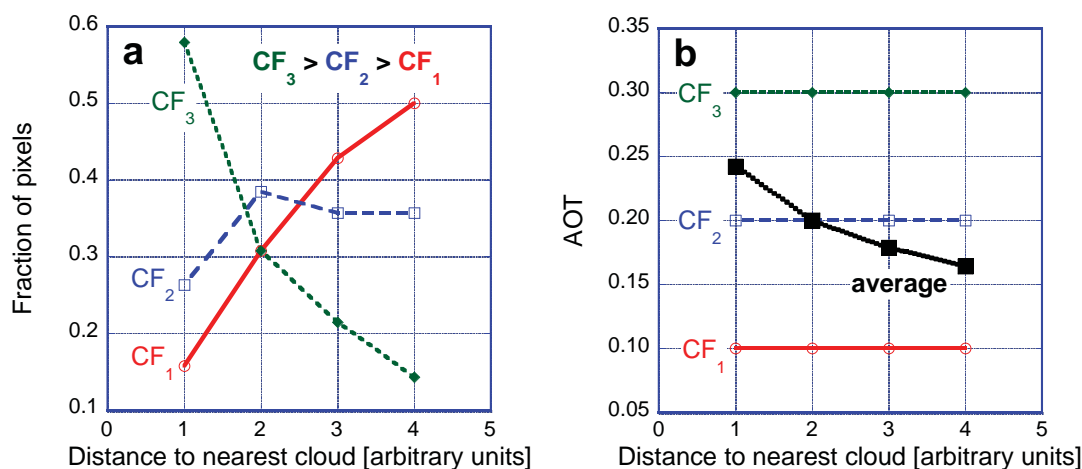 a
CF3 > CF2 > CF1
CF3
CF2
CF1
0.6
0.5
0.4
0.3
0.2
0.1
0 1 2 3 4 5
Fraction of pixels
Distance to nearest cloud [arbitrary units]
b
CF3
CF2
average
CF1
0.35
0.30
0.25
0.20
0.15
0.10
0.05
0 1 2 3 4 5
AOT
Distance to nearest cloud [arbitrary units]